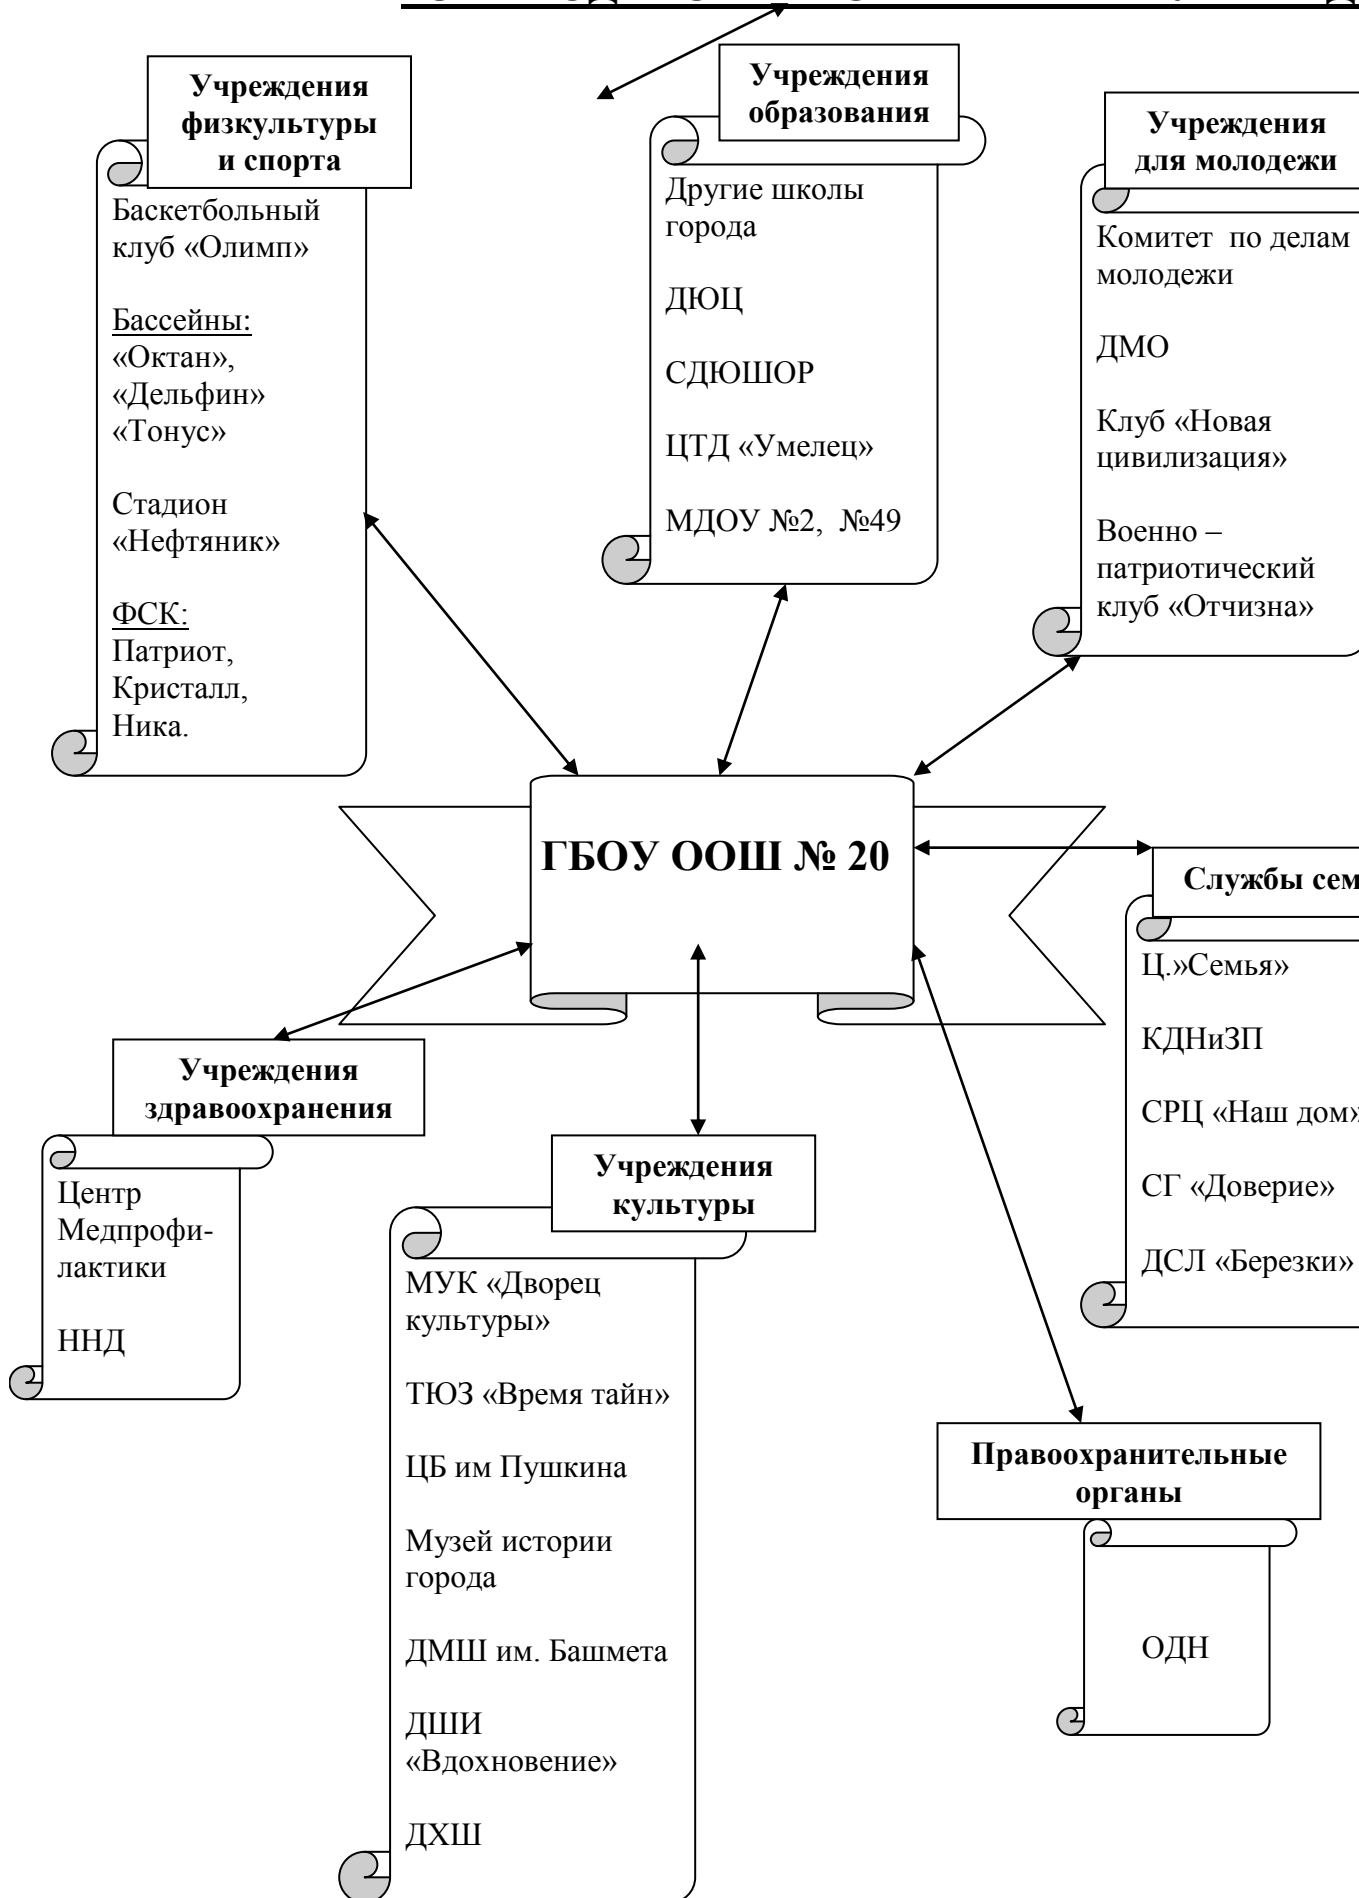 Учреждения
физкультуры
и спорта
Баскетбольный
клуб «Олимп»
Бассейны:
«Октан»,
«Дельфин»
«Тонус»
Стадион
«Нефтяник»
ФСК:
Патриот,
Кристалл,
Ника.
Учреждения
образования
Другие школы
города
ДЮЦ
СДЮШОР
ЦТД «Умелец»
МДОУ №2, №49
Учреждения
для молодежи
Комитет по делам
молодежи
ДМО
Клуб «Новая
цивилизация»
Военно –
патриотический
клуб «Отчизна»
ГБОУ ООШ № 20
Службы
Ц.»Семья»
КДНиЗП
СРЦ «Наш дом»
СГ «Доверие»
ДСЛ «Березки»
Учреждения
здравоохранения
Центр
Медпрофи-
лактики
ННД
Учреждения
культуры
МУК «Дворец
культуры»
ТЮЗ «Время тайн»
ЦБ им Пушкина
Музей истории
города
ДМШ им. Башмета
ДШИ
«Вдохновение»
ДХШ
Правоохранительные
органы
ОДН